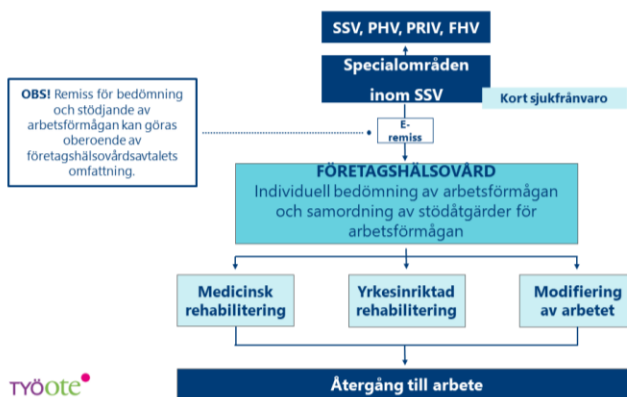 SSV, PHV, PRIV, FHV
Specialområden
inom SSV
Kort sjukfrånvaro
OBS! Remiss för bedömning
och stödjande av
arbetsförmågan kan göras
oberoende av
företagshälsovårdsavtalets
omfattning.
E-
remiss
FÖRETAGSHÄLSOVÅRD
Individuell bedömning av arbetsförmågan
och samordning av stödåtgärder för
arbetsförmågan
Medicinsk
rehabilitering
Yrkesinriktad
rehabilitering
Modifiering
av arbetet
TYÖote
Återgång till arbete